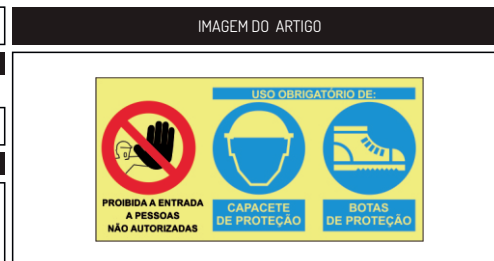 IMAGEM DO ARTIGO
USO OBRIGATÓRIO DE:
PROIBIDA A ENTRADA
A PESSOAS
NÃO AUTORIZADAS
CAPACETE
DE PROTEÇÃO
BOTAS
DE PROTEÇÃO